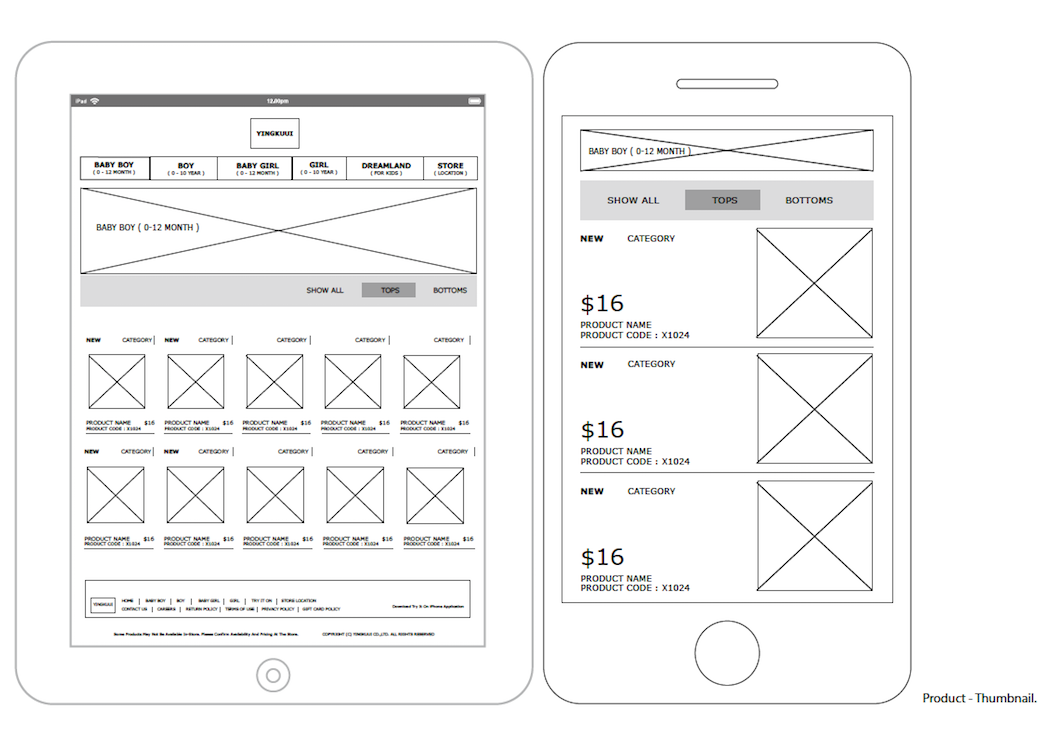 iPad 12.00pm
YINGKUUI
BABY BOY BOY BABY GIRL GIRL DREAMLAND STORE
( 0 - 12 MONTH ) ( 0 - 10 YEAR ) ( 0 - 12 MONTH ) ( 0 - 10 YEAR ) ( FOR KIDS ) ( LOCATION )
BABY BOY ( 0-12 MONTH )
SHOW ALL TOPS BOTTOMS
NEW CATEGORY NEW CATEGORY CATEGORY CATEGORY CATEGORY
PRODUCT NAME $16 PRODUCT NAME $16 PRODUCT NAME $16 PRODUCT NAME $16 PRODUCT NAME $16
PRODUCT CODE : X1024 PRODUCT CODE : X1024 PRODUCT CODE : X1024 PRODUCT CODE : X1024 PRODUCT CODE : X1024
NEW CATEGORY NEW CATEGORY CATEGORY CATEGORY CATEGORY
PRODUCT NAME $16 PRODUCT NAME $16 PRODUCT NAME $16 PRODUCT NAME $16 PRODUCT NAME $16
PRODUCT CODE : X1024 PRODUCT CODE : X1024 PRODUCT CODE : X1024 PRODUCT CODE : X1024 PRODUCT CODE : X1024
YINGKUUI
HOME | BABY BOY | BOY | BABY GIRL | GIRL | TRY IT ON | STORE LOCATION
CONTACT US | CAREERS | RETURN POLICY | TERMS OF USE | PRIVACY POLICY | GIFT CARD POLICY
Download Try It On iPhone Application
Some Products May Not Be Available In-Store. Please Confirm Availability And Pricing At The Store. COPYRIGHT (C) YINGKUUI CO.,LTD. ALL RIGHTS RESERVED
BABY BOY ( 0-12 MONTH )
SHOW ALL TOPS BOTTOMS
NEW CATEGORY
$16
PRODUCT NAME
PRODUCT CODE : X1024
NEW CATEGORY
$16
PRODUCT NAME
PRODUCT CODE : X1024
NEW CATEGORY
$16
PRODUCT NAME
PRODUCT CODE : X1024
Product - Thumbnail.